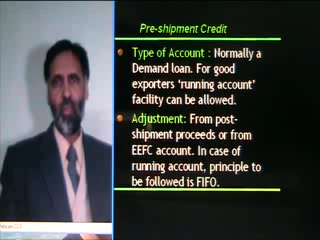 Pre-shipment Credit
Type of Account : Normally a
Demand loan. For good
exporters ‘running account’
facility can be allowed.
Adjustment: From post-
shipment proceeds or from
EEFC account. In case of
running account, principle to
be followed is FIFO.